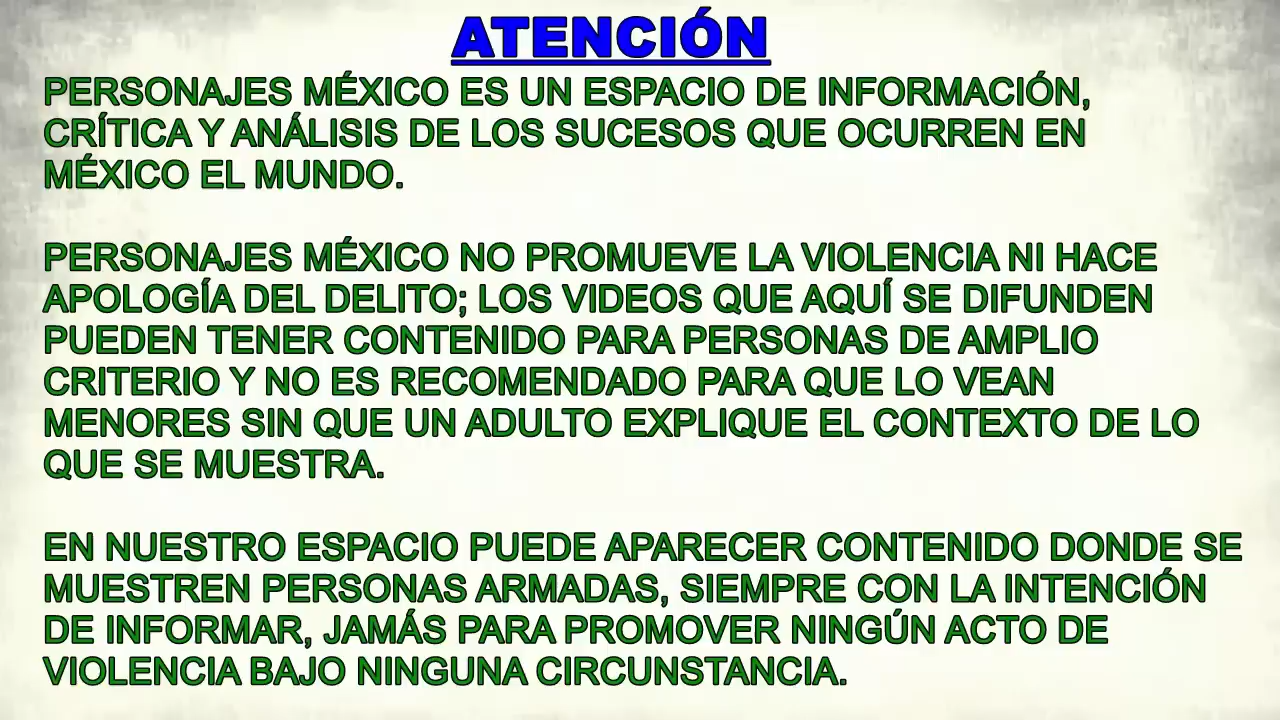 ATENCIÓN
PERSONAJES MÉXICO ES UN ESPACIO DE INFORMACIÓN,
CRÍTICA Y ANÁLISIS DE LOS SUCESOS QUE OCURREN EN
MÉXICO EL MUNDO.
PERSONAJES MÉXICO NO PROMUEVE LA VIOLENCIA NI HACE
APOLOGÍA DEL DELITO; LOS VIDEOS QUE AQUÍ SE DIFUNDEN
PUEDEN TENER CONTENIDO PARA PERSONAS DE AMPLIO
CRITERIO Y NO ES RECOMENDADO PARA QUE LO VEAN
MENORES SIN QUE UN ADULTO EXPLIQUE EL CONTEXTO DE LO
QUE SE MUESTRA.
EN NUESTRO ESPACIO PUEDE APARECER CONTENIDO DONDE SE
MUESTREN PERSONAS ARMADAS, SIEMPRE CON LA INTENCIÓN
DE INFORMAR, JAMÁS PARA PROMOVER NINGÚN ACTO DE
VIOLENCIA BAJO NINGUNA CIRCUNSTANCIA.